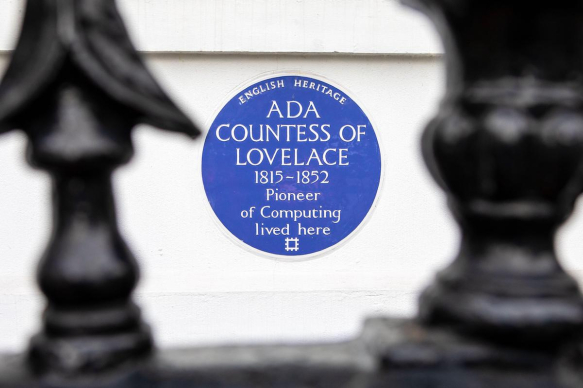 ENGLISH HERITAGE
ADA
COUNTESS OF
LOVELACE
1815-1852
Pioneer
of Computing
lived here